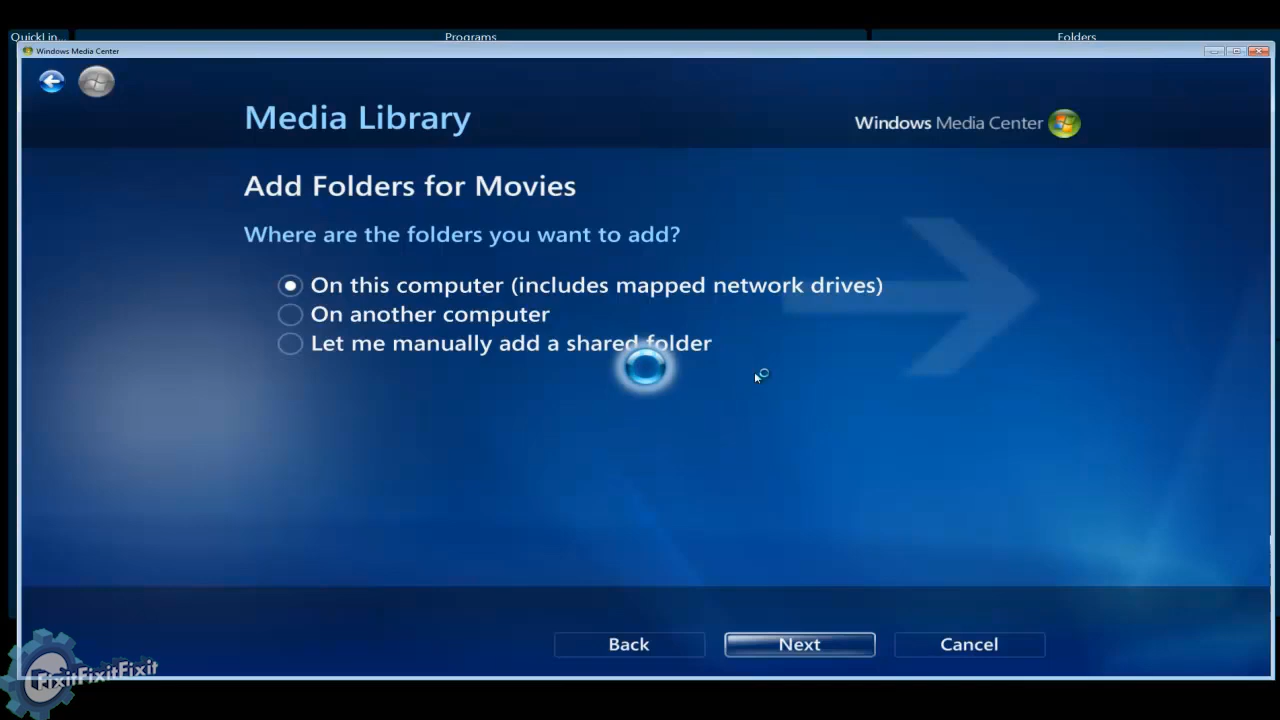 QuickLin...
Programs
Folders
Windows Media Center
Media Library
Windows Media Center
Add Folders for Movies
Where are the folders you want to add?
On this computer (includes mapped network drives)
On another computer
Let me manually add a shared folder
Back
Next
Cancel
FixitFixitFixit